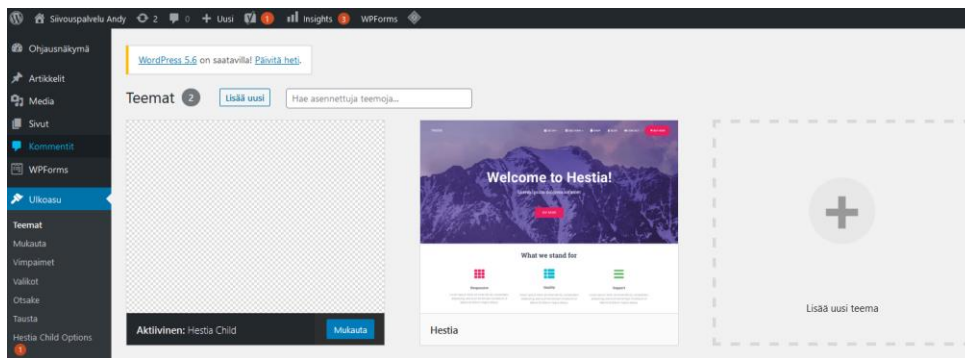 Siivouspalvelu Andy 2 0 Uusi 1 Insights 3 WPForms
Ohjausnäkymä
Artikkelit
Media
Sivut
Kommentit
WPForms
Ulkoasu
Teemat
Mukauta
Vimpaimet
Valikot
Otsake
Tausta
Hestia Child Options
1
WordPress 5.6 on saatavilla! Päivitä heti.
Teemat 2 Lisää uusi Hae asennettuja teemoja...
Aktiivinen: Hestia Child Mukauta
Welcome to Hestia!
What we stand for
Hestia
Lisää uusi teema